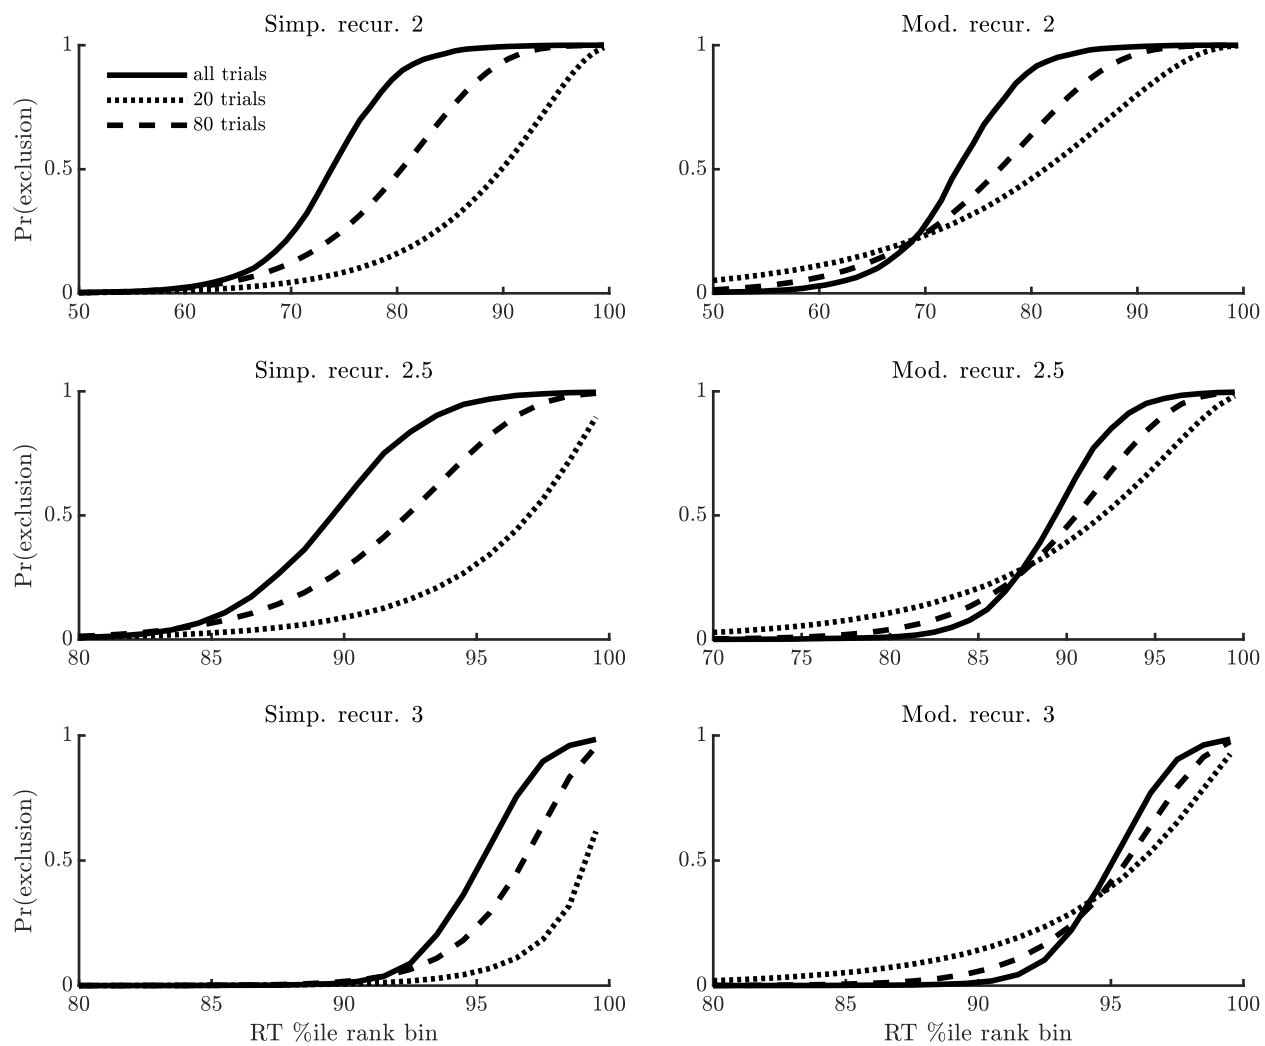 Simp. recur. 2
1
0.5
0
Pr(exclusion)
all trials
20 trials
80 trials
50 60 70 80 90 100
Mod. recur. 2
1
0.5
0
Pr(exclusion)
50 60 70 80 90 100
Simp. recur. 2.5
1
0.5
0
Pr(exclusion)
80 85 90 95 100
Mod. recur. 2.5
1
0.5
0
70 75 80 85 90 95 100
Simp. recur. 3
1
0.5
0
Pr(exclusion)
80 85 90 95 100
RT %ile rank bin
Mod. recur. 3
1
0.5
0
80 85 90 95 100
RT %ile rank bin